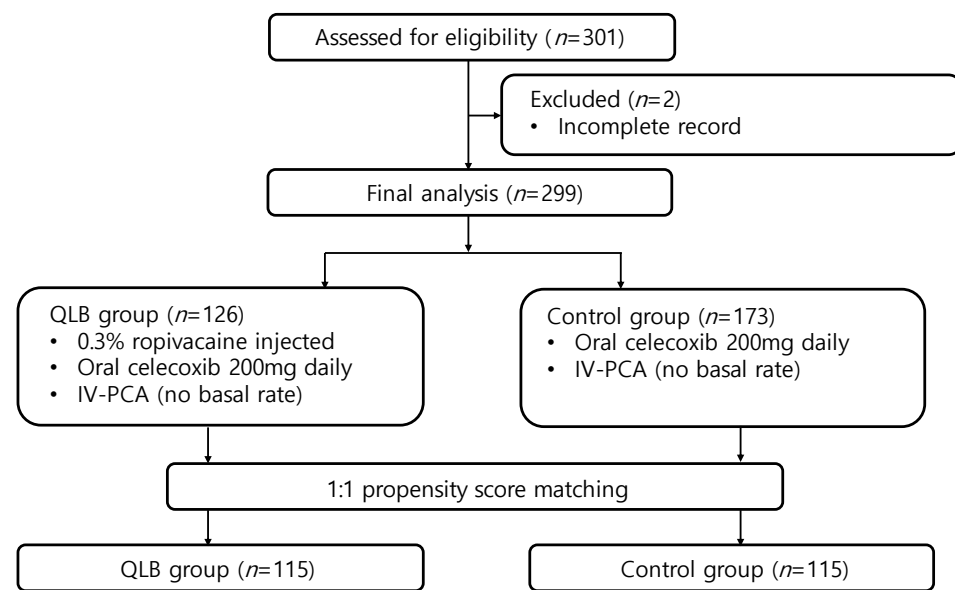 Assessed for eligibility (n=301)
Excluded (n=2)
• Incomplete record
Final analysis (n=299)
QLB group (n=126)
• 0.3% ropivacaine injected
• Oral celecoxib 200mg daily
• IV-PCA (no basal rate)
Control group (n=173)
• Oral celecoxib 200mg daily
• IV-PCA (no basal rate)
1:1 propensity score matching
QLB group (n=115)
Control group (n=115)